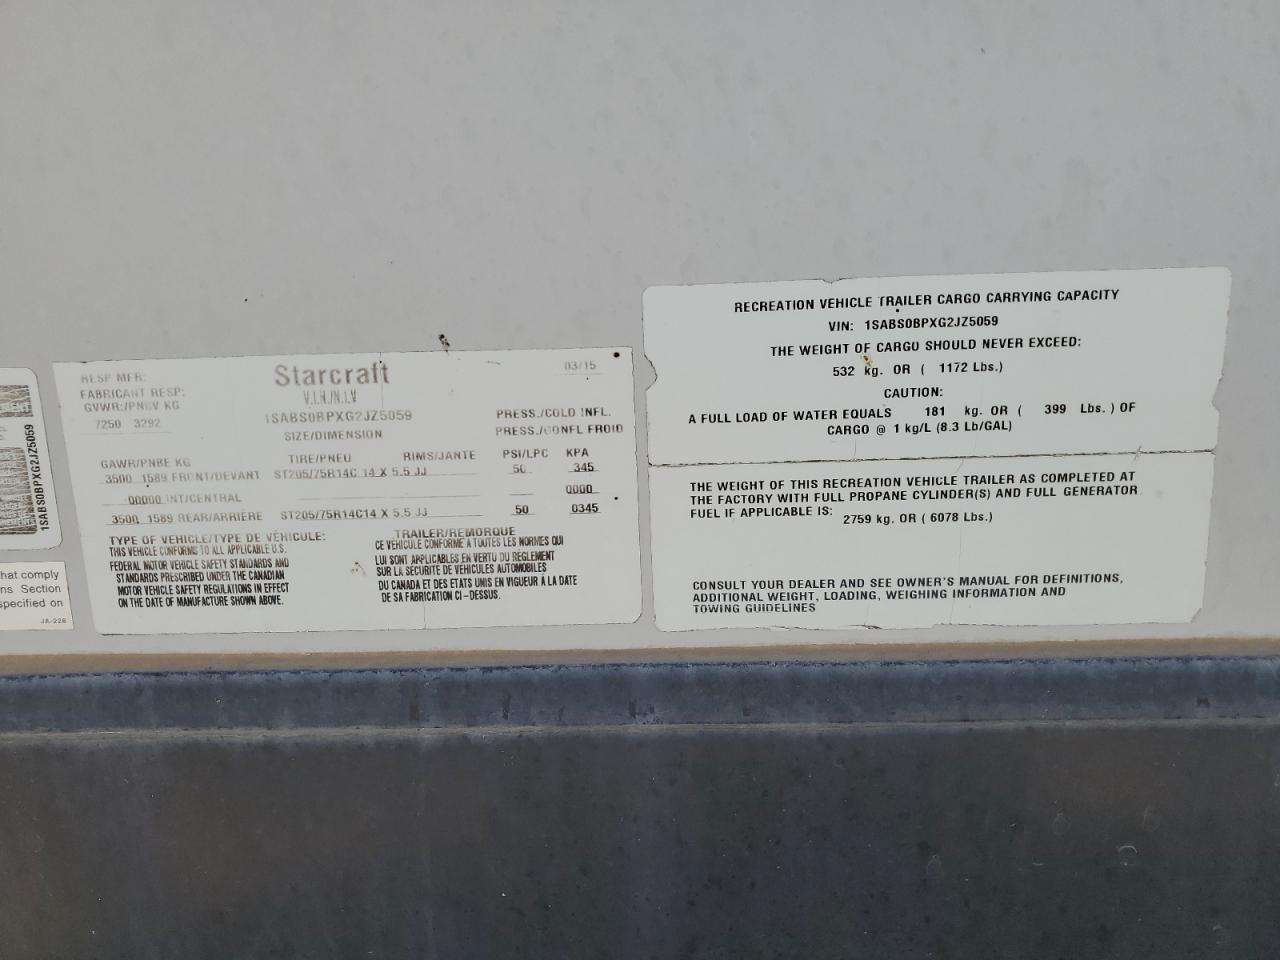 RESP MFR:
FABRICANT RESP:
GVWR:/PNBV KG
7250 3292
Starcraft
V.I.N./N.I.V
1SABS0BPXG2JZ5059
03/15
SIZE/DIMENSION
PRESS./COLD INFL.
PRESS./GONFL FROID
GAWR/PNBE KG
TIRE/PNEU
RIMS/JANTE
PSI/LPC KPA
3500 1589 FRONT/DEVANT ST205/75R14C 14 X 5.5 JJ 50 345
00000 INT/CENTRAL 0000
3500 1589 REAR/ARRIÈRE ST205/75R14C14 X 5.5 JJ 50 0345
TYPE OF VEHICLE/TYPE DE VÉHICULE: TRAILER/REMORQUE
THIS VEHICLE CONFORMS TO ALL APPLICABLE U.S.
FEDERAL MOTOR VEHICLE SAFETY STANDARDS AND
STANDARDS PRESCRIBED UNDER THE CANADIAN
MOTOR VEHICLE SAFETY REGULATIONS IN EFFECT
ON THE DATE OF MANUFACTURE SHOWN ABOVE.
CE VEHICULE CONFORME A TOUTES LES NORMES QUI
LUI SONT APPLICABLES EN VERTU DU REGLEMENT
SUR LA SECURITE DE VEHICULES AUTOMOBILES
DU CANADA ET DES ETATS UNIS EN VIGUEUR À LA DATE
DE SA FABRICATION CI-DESSUS.
RECREATION VEHICLE TRAILER CARGO CARRYING CAPACITY
VIN: 1SABS0BPXG2JZ5059
THE WEIGHT OF CARGO SHOULD NEVER EXCEED:
532 kg. OR ( 1172 Lbs.)
CAUTION:
A FULL LOAD OF WATER EQUALS 181 kg. OR ( 399 Lbs. ) OF
CARGO @ 1 kg/L (8.3 Lb/GAL)
THE WEIGHT OF THIS RECREATION VEHICLE TRAILER AS COMPLETED AT
THE FACTORY WITH FULL PROPANE CYLINDER(S) AND FULL GENERATOR
FUEL IF APPLICABLE IS: 2759 kg. OR ( 6078 Lbs.)
CONSULT YOUR DEALER AND SEE OWNER'S MANUAL FOR DEFINITIONS,
ADDITIONAL WEIGHT, LOADING, WEIGHING INFORMATION AND
TOWING GUIDELINES
1SABS0BPXG2JZ5059
hat comply
ns Section
specified on
JA-228